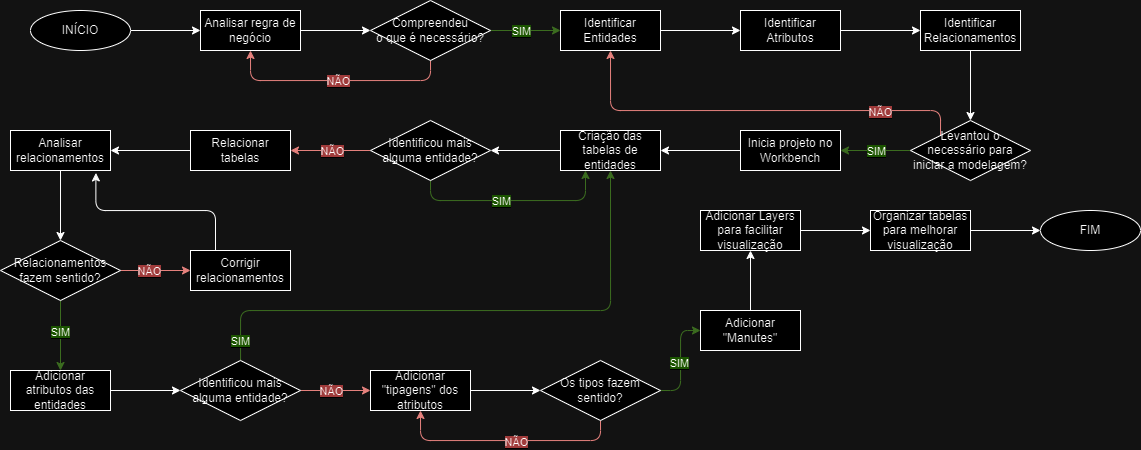 INÍCIO
Analisar regra de
negócio
Compreendeu
o que é necessário?
SIM
NÃO
Identificar
Entidades
Identificar
Atributos
Identificar
Relacionamentos
NÃO
Levantou o
necessário para
iniciar a modelagem?
SIM
Inicia projeto no
Workbench
Criação das
tabelas de
entidades
Identificou mais
alguma entidade?
SIM
NÃO
Relacionar
tabelas
Analisar
relacionamentos
Relacionamentos
fazem sentido?
NÃO
Corrigir
relacionamentos
SIM
Adicionar
atributos das
entidades
Identificou mais
alguma entidade?
SIM
NÃO
Adicionar
"tipagens" dos
atributos
Os tipos fazem
sentido?
NÃO
SIM
Adicionar
"Manutes"
Adicionar Layers
para facilitar
visualização
Organizar tabelas
para melhorar
visualização
FIM